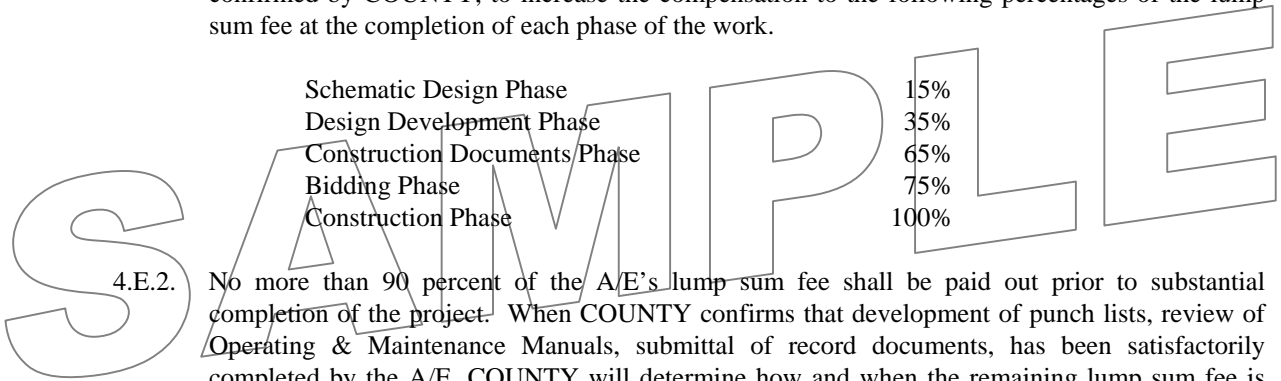 confirmed by COUNTY, to increase the compensation to the following percentages of the lump
sum fee at the completion of each phase of the work.
Schematic Design Phase 15%
Design Development Phase 35%
Construction Documents Phase 65%
Bidding Phase 75%
Construction Phase 100%
SAMPLE
4.E.2. No more than 90 percent of the A/E’s lump sum fee shall be paid out prior to substantial
completion of the project. When COUNTY confirms that development of punch lists, review of
Operating & Maintenance Manuals, submittal of record documents, has been satisfactorily
completed by the A/E, COUNTY will determine how and when the remaining lump sum fee is